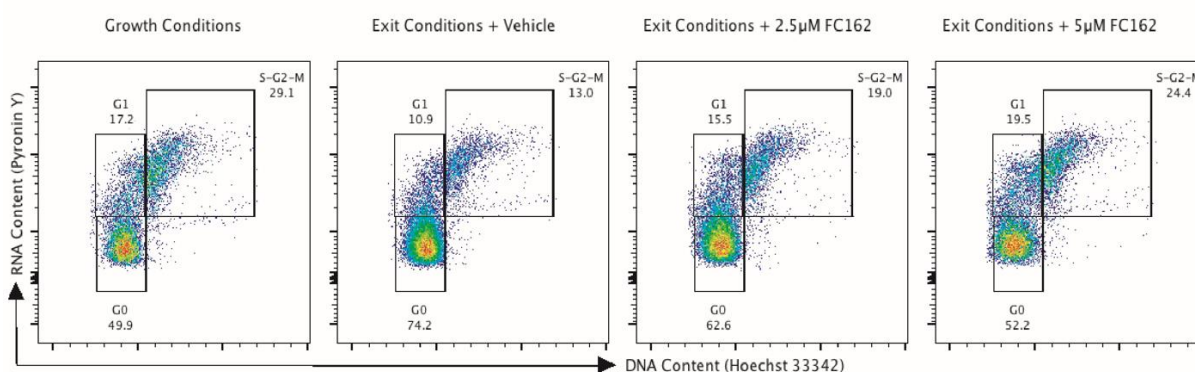 Growth Conditions
Exit Conditions + Vehicle
Exit Conditions + 2.5µM FC162
Exit Conditions + 5µM FC162
RNA Content (Pyronin Y)
S-G2-M
29.1
G1
17.2
G0
49.9
S-G2-M
13.0
G1
10.9
G0
74.2
S-G2-M
19.0
G1
15.5
G0
62.6
S-G2-M
24.4
G1
19.5
G0
52.2
DNA Content (Hoechst 33342)